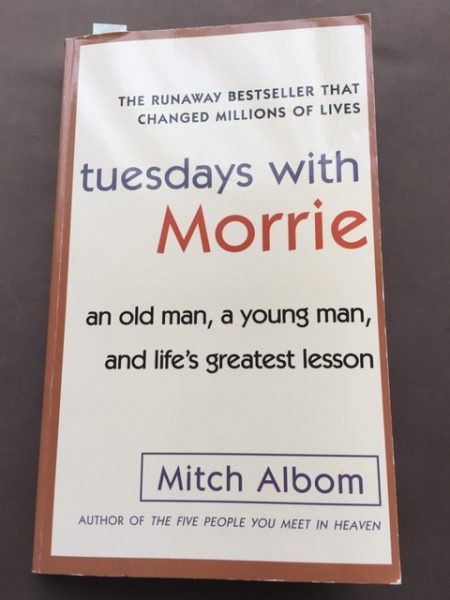 THE RUNAWAY BESTSELLER THAT
CHANGED MILLIONS OF LIVES
tuesdays with
Morrie
an old man, a young man,
and life's greatest lesson
Mitch Albom
AUTHOR OF THE FIVE PEOPLE YOU MEET IN HEAVEN